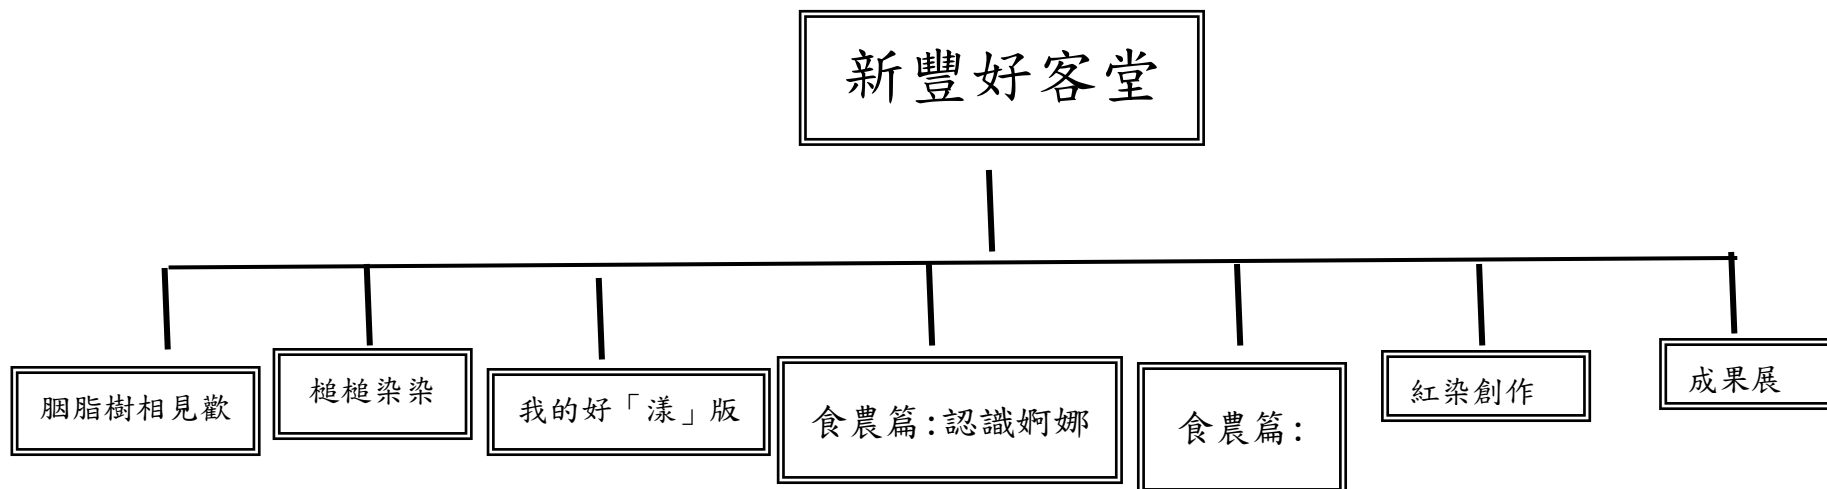 新豐好客堂
胭脂樹相見歡
槌槌染染
我的好「漾」版
食農篇:認識婀娜
食農篇:
紅染創作
成果展